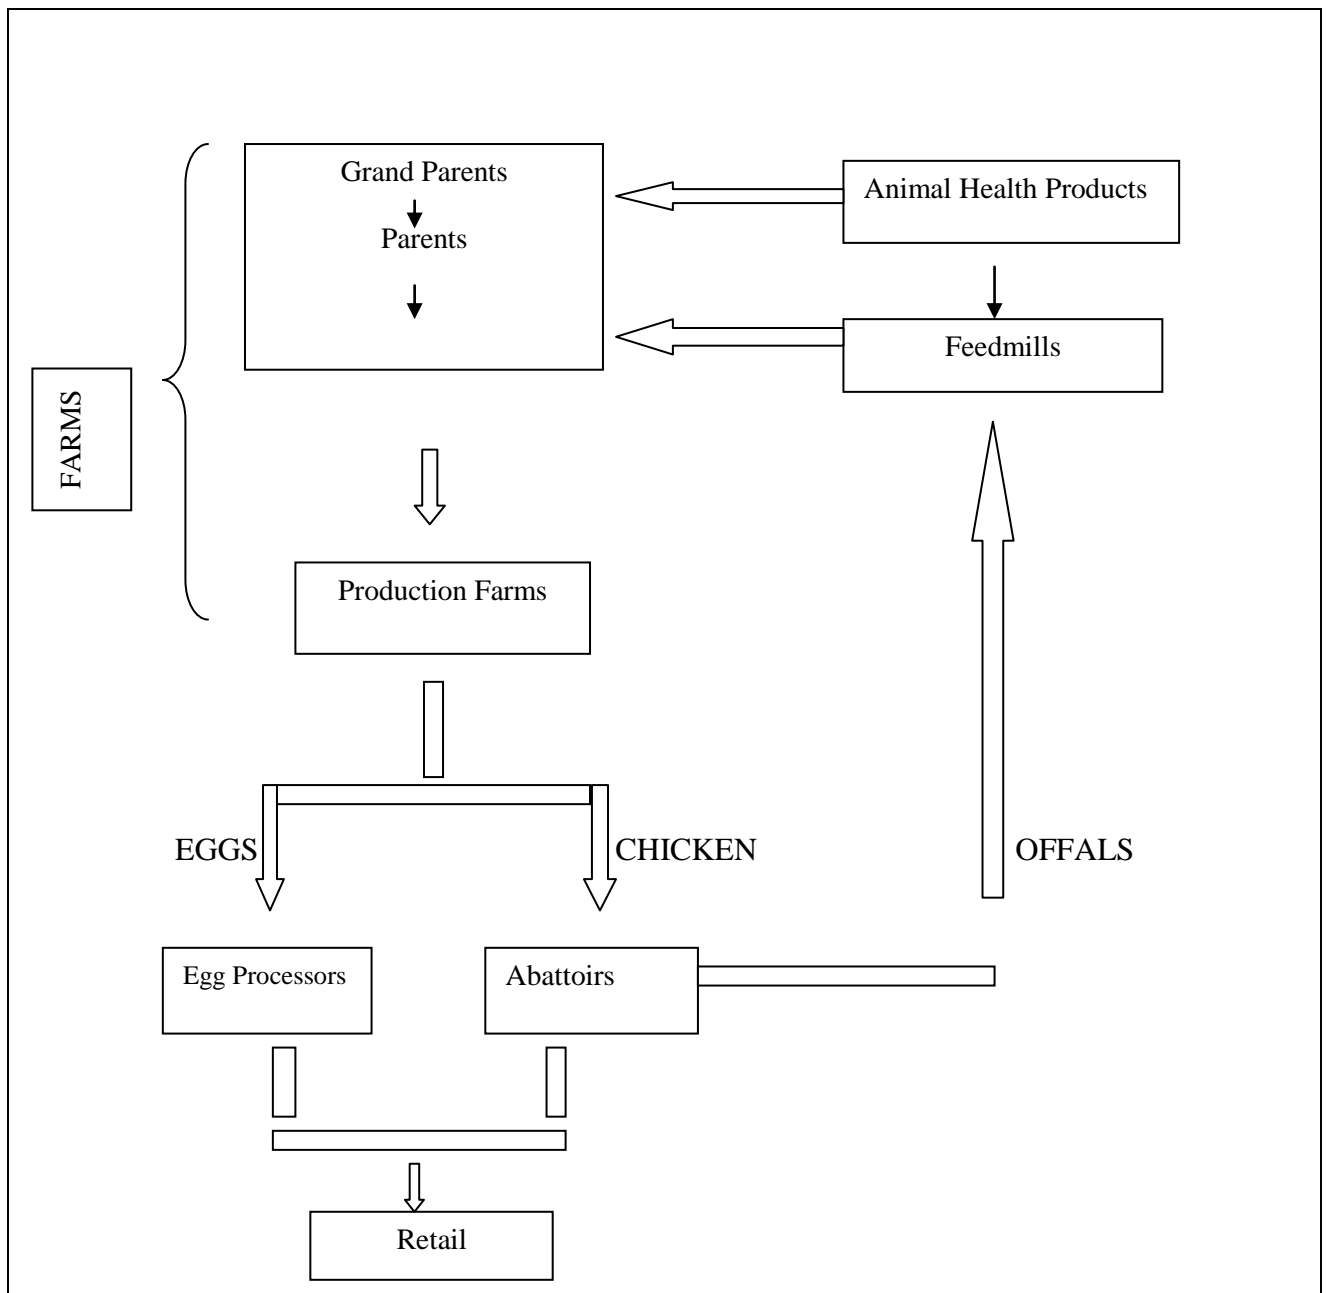 Grand Parents
Parents
Animal Health Products
Feedmills
FARMS
Production Farms
EGGS
CHICKEN
OFFALS
Egg Processors
Abattoirs
Retail